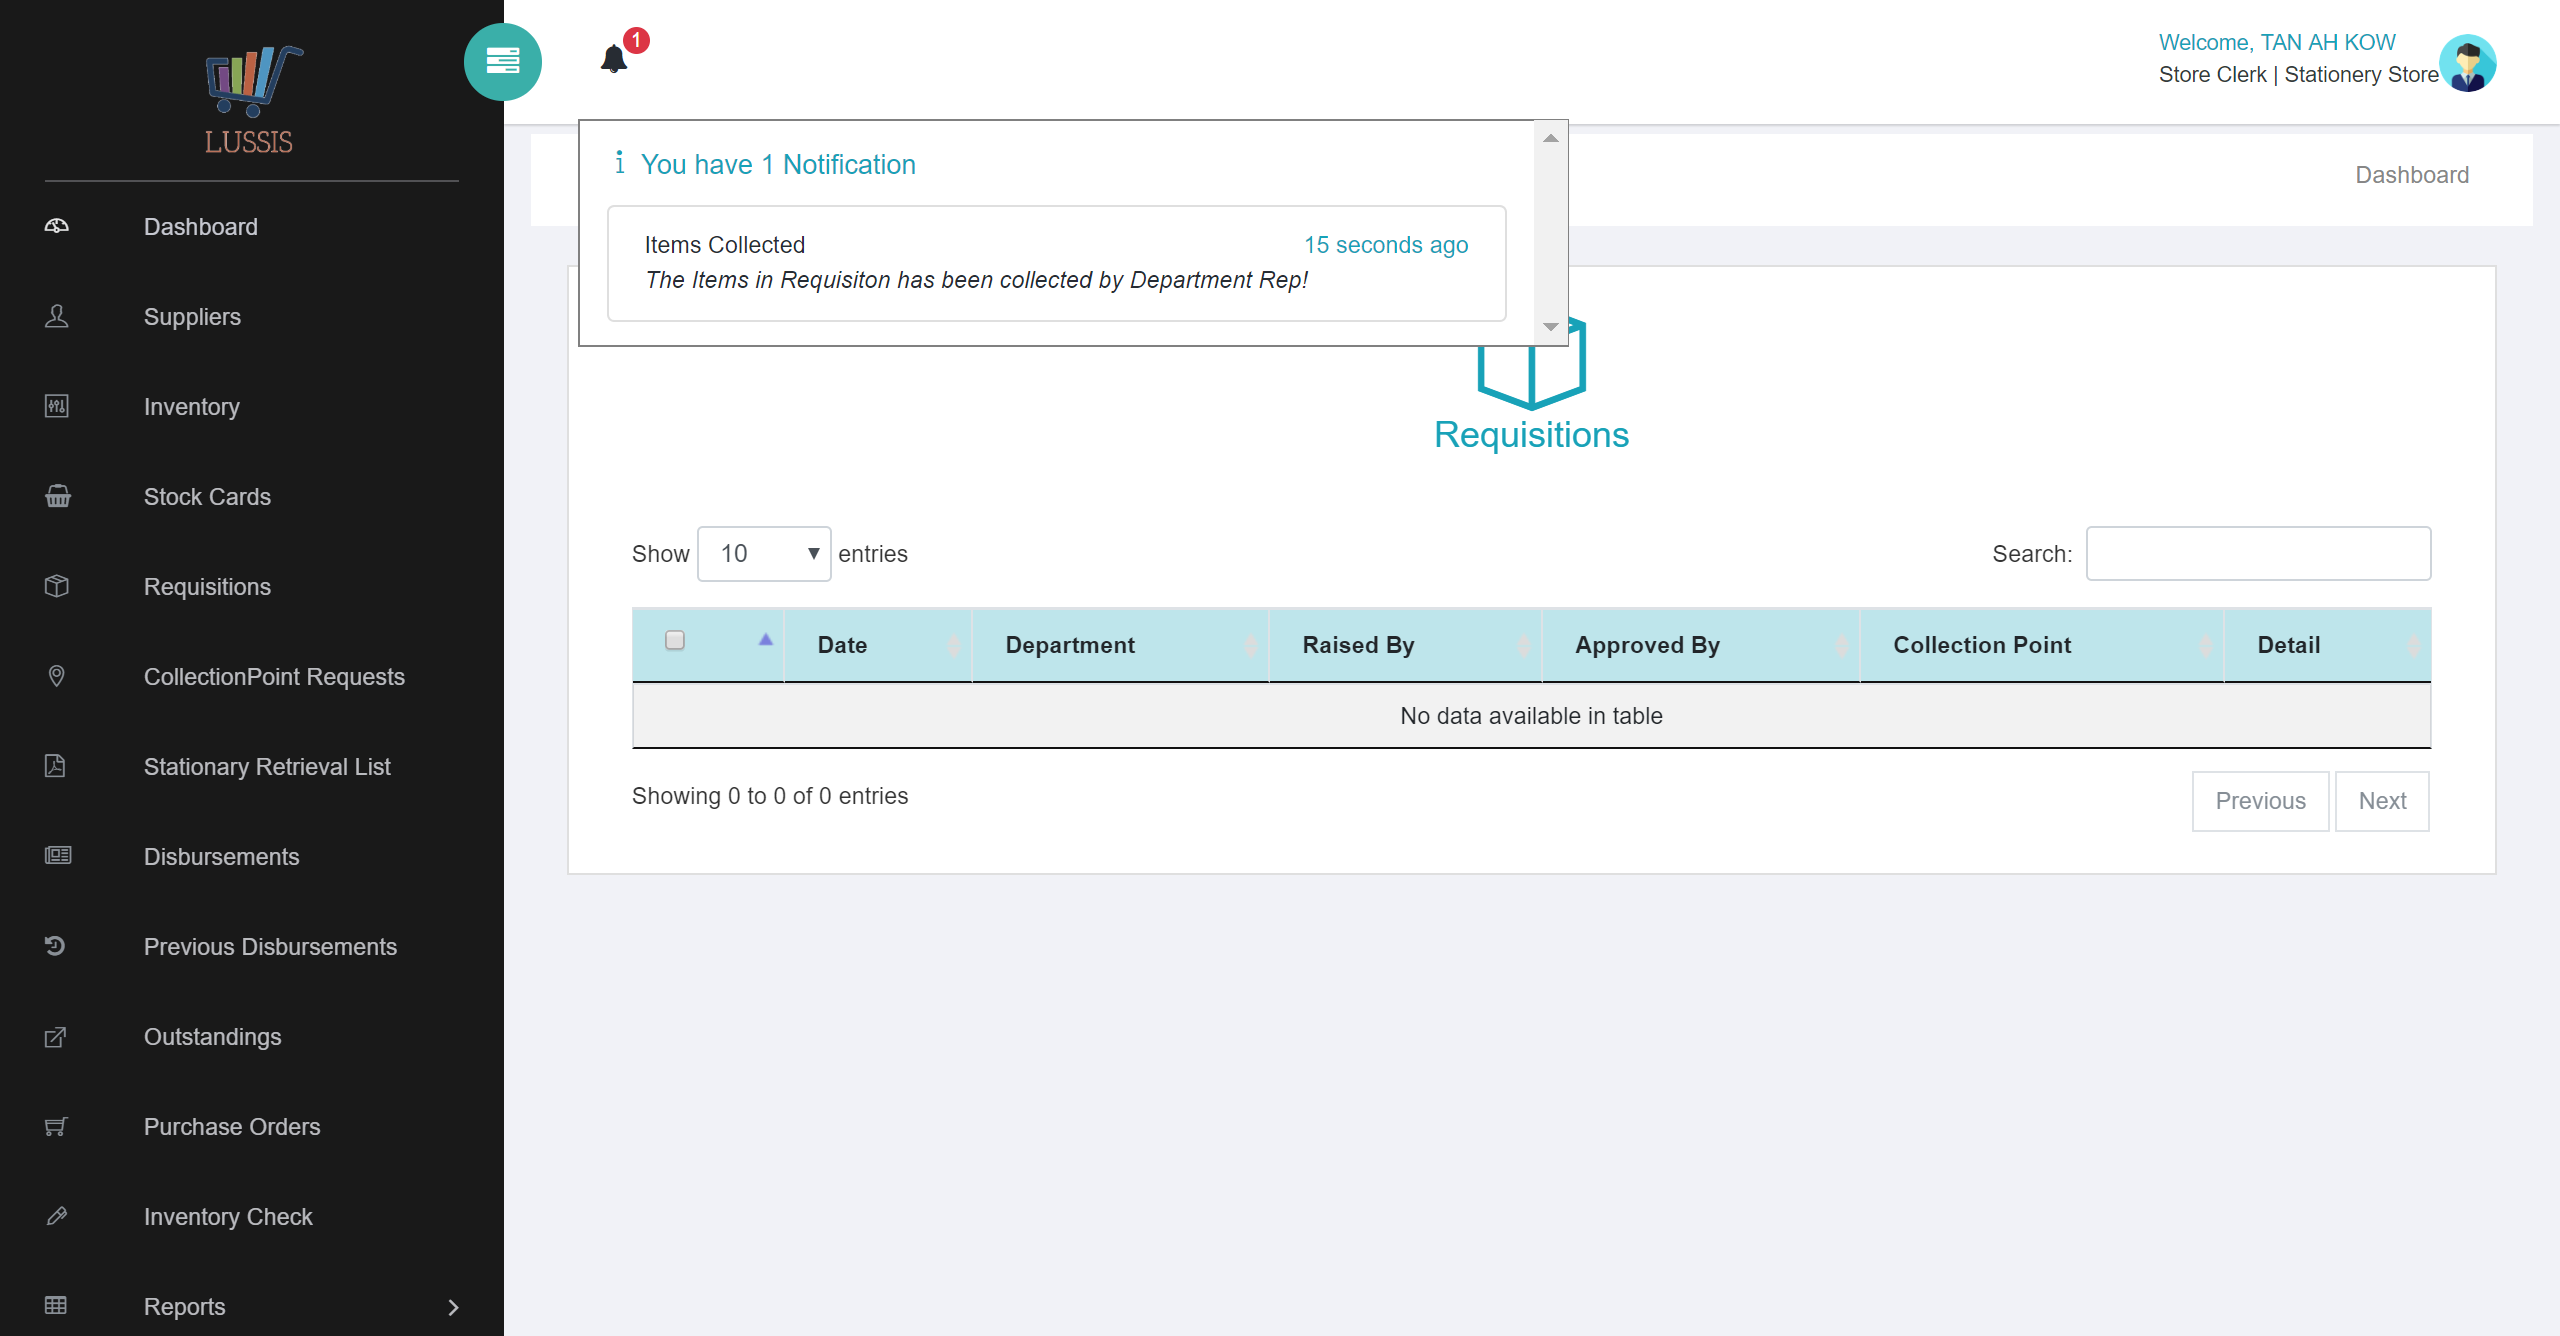 LUSSIS
Dashboard
Suppliers
Inventory
Stock Cards
Requisitions
CollectionPoint Requests
Stationary Retrieval List
Disbursements
Previous Disbursements
Outstandings
Purchase Orders
Inventory Check
Reports
1
Welcome, TAN AH KOW
Store Clerk | Stationery Store
You have 1 Notification
Items Collected 15 seconds ago
The Items in Requisiton has been collected by Department Rep!
Dashboard
Requisitions
Show 10 entries Search:
Date Department Raised By Approved By Collection Point Detail
No data available in table
Showing 0 to 0 of 0 entries
Previous Next